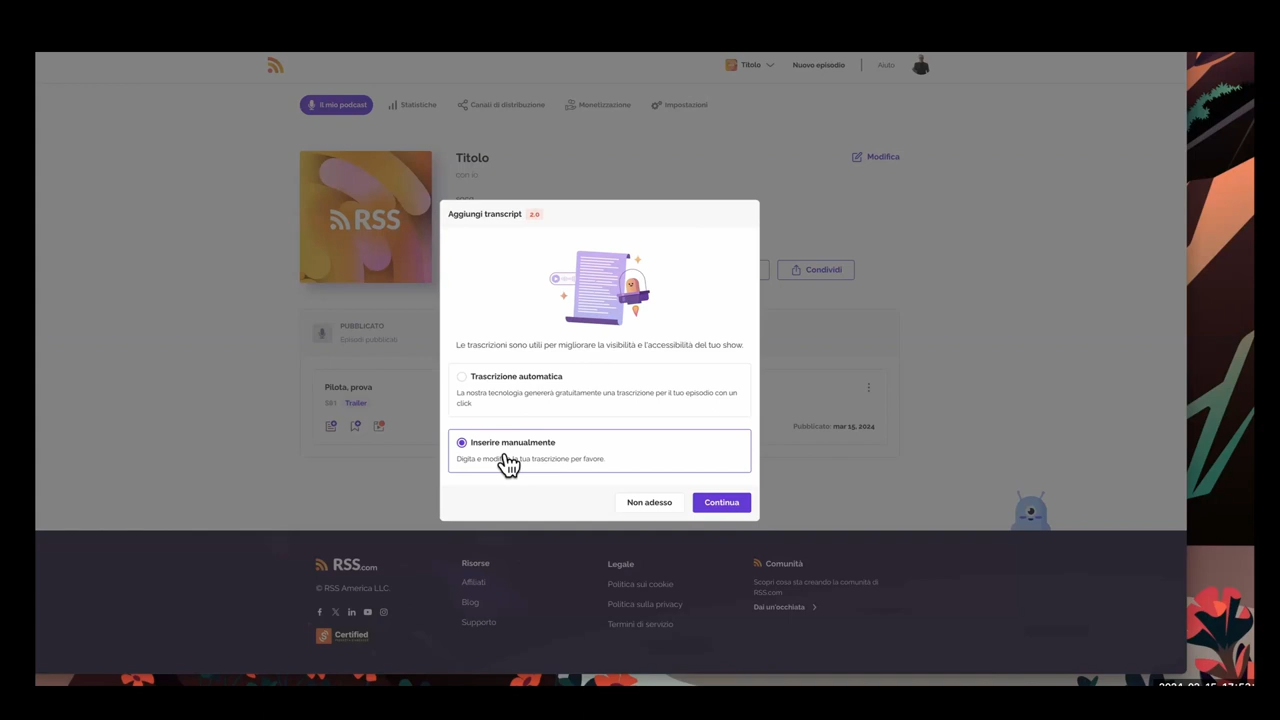 Titolo
Nuovo episodio
Aiuto
Il mio podcast
Statistiche
Canali di distribuzione
Monetizzazione
Impostazioni
RSS
Titolo
con io
Modifica
Aggiungi transcript 2.0
Condividi
Le trascrizioni sono utili per migliorare la visibilità e l'accessibilità del tuo show.
PUBBLICATO
Episodi pubblicati
Trascrizione automatica
La nostra tecnologia genererà gratuitamente una trascrizione per il tuo episodio con un
click
Pilota, prova
S$1 Trailer
Pubblicato: mar 15, 2024
Inserire manualmente
Digita e tua trascrizione per favore.
Non adesso
Continua
RSS.com
© RSS America LLC.
Certified
Risorse
Affiliati
Blog
Supporto
Legale
Politica sui cookie
Politica sulla privacy
Termini di servizio
Comunità
Scopri cosa sta creando la comunità di
RSS.com
Dai un'occhiata